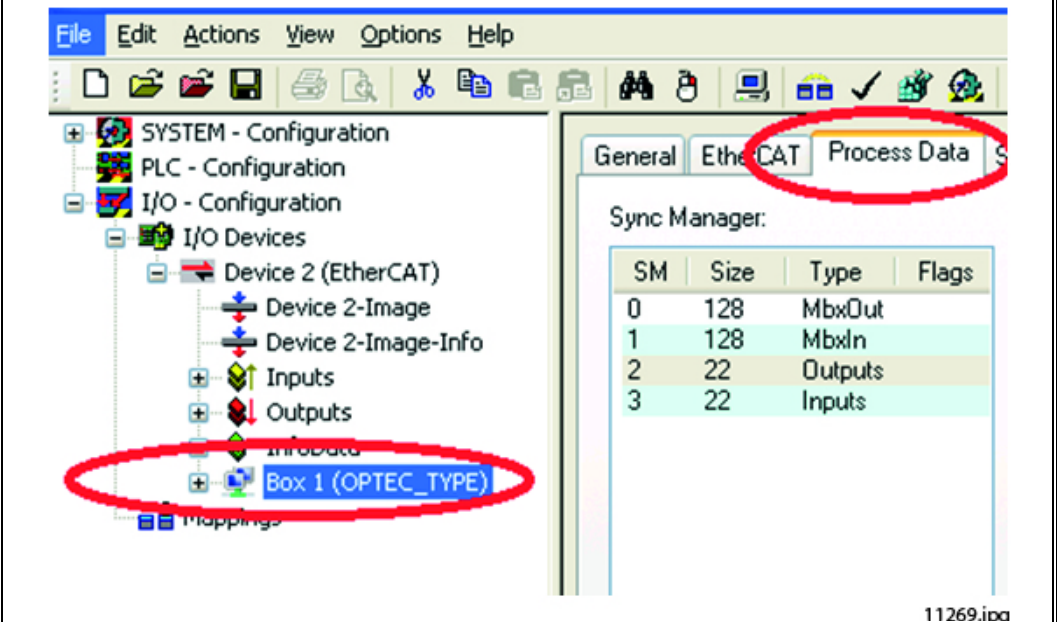 File Edit Actions View Options Help
SYSTEM - Configuration
PLC - Configuration
I/O - Configuration
I/O Devices
Device 2 (EtherCAT)
Device 2-Image
Device 2-Image-Info
Inputs
Outputs
InfoData
Box 1 (OPTEC_TYPE)
Mappings
General EtherCAT Process Data S
Sync Manager:
SM Size Type Flags
0 128 MbxOut
1 128 MbxIn
2 22 Outputs
3 22 Inputs
11269.jpg